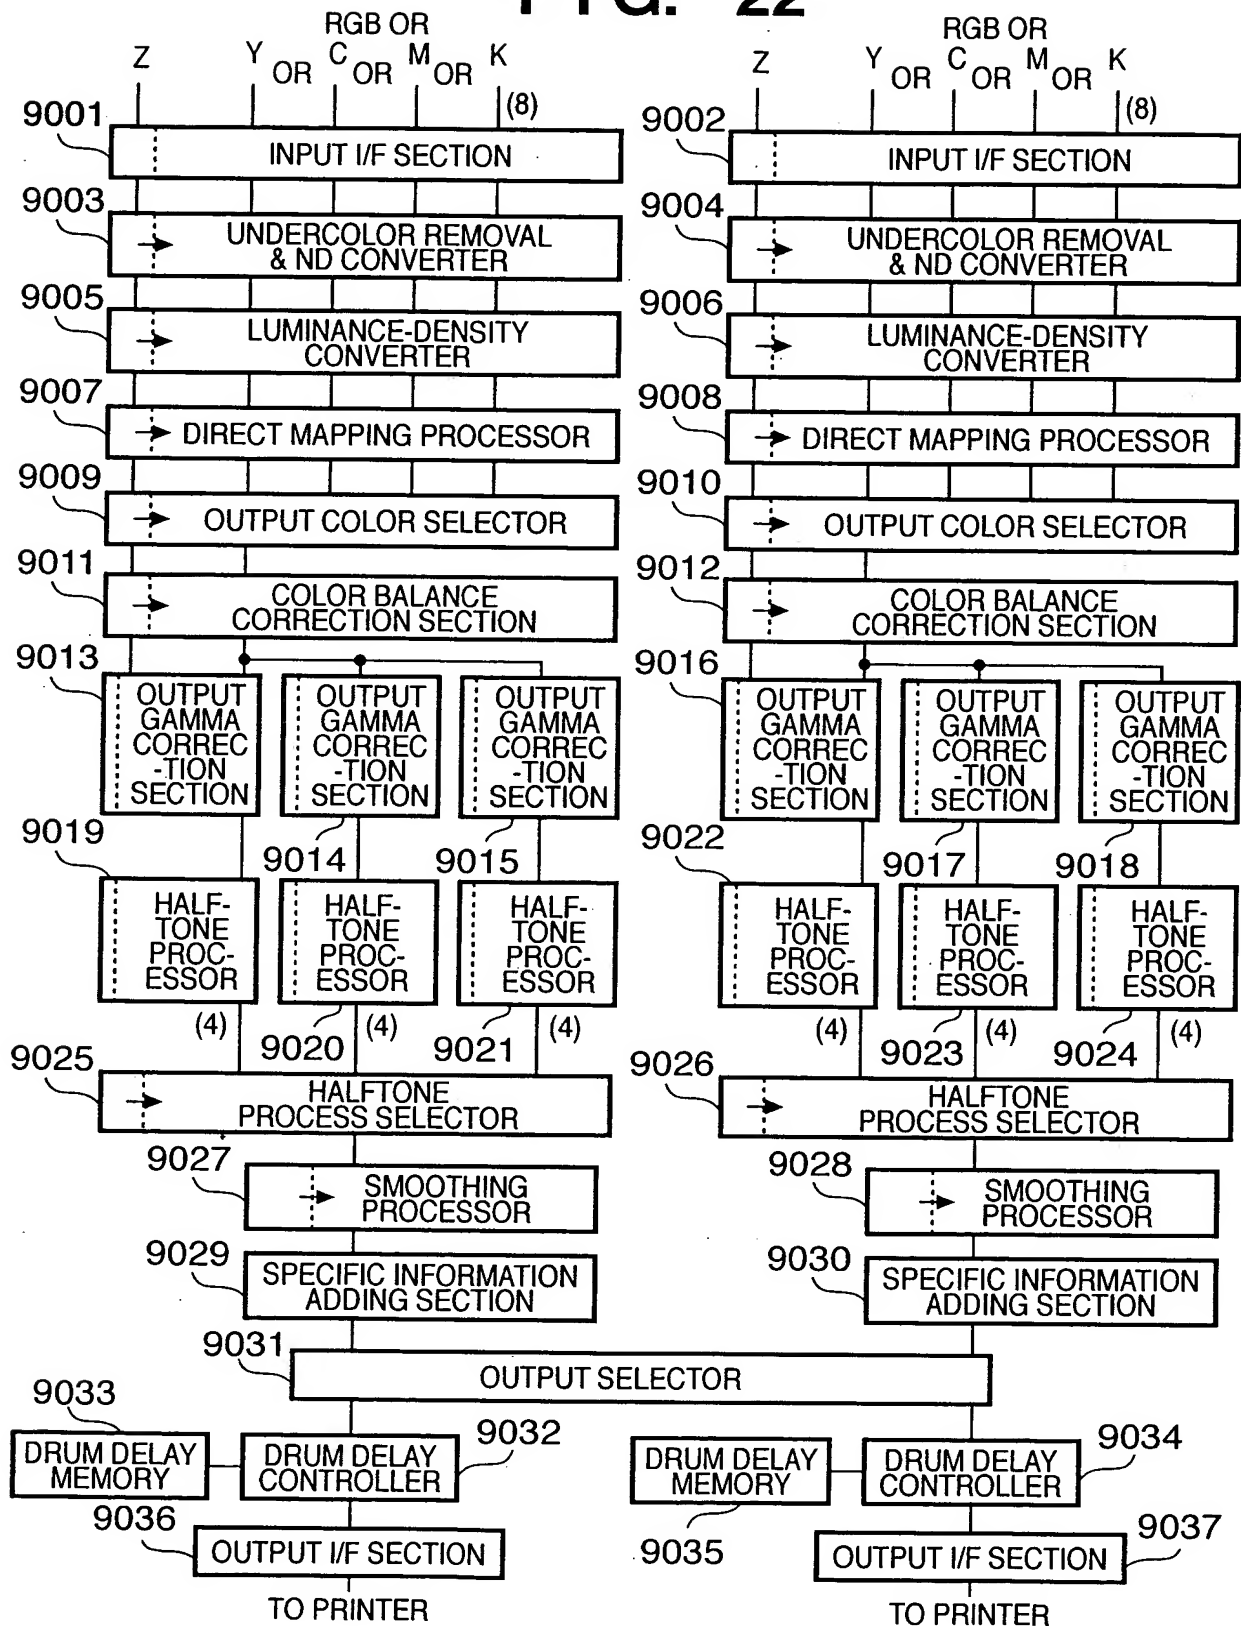 FIG. 22
RGB OR
Z Y OR C OR M OR K
(8)
9001
INPUT I/F SECTION
9003
UNDERCOLOR REMOVAL
& ND CONVERTER
9005
LUMINANCE-DENSITY
CONVERTER
9007
DIRECT MAPPING PROCESSOR
9009
OUTPUT COLOR SELECTOR
9011
COLOR BALANCE
CORRECTION SECTION
9013
OUTPUT
GAMMA
CORREC
-TION
SECTION
OUTPUT
GAMMA
CORREC
-TION
SECTION
OUTPUT
GAMMA
CORREC
-TION
SECTION
9014
9015
9019
HALF-
TONE
PROC-
ESSOR
HALF-
TONE
PROC-
ESSOR
HALF-
TONE
PROC-
ESSOR
(4)
9020
(4)
9021
(4)
9025
HALFTONE
PROCESS SELECTOR
9027
SMOOTHING
PROCESSOR
9029
SPECIFIC INFORMATION
ADDING SECTION
RGB OR
Z Y OR C OR M OR K
(8)
9002
INPUT I/F SECTION
9004
UNDERCOLOR REMOVAL
& ND CONVERTER
9006
LUMINANCE-DENSITY
CONVERTER
9008
DIRECT MAPPING PROCESSOR
9010
OUTPUT COLOR SELECTOR
9012
COLOR BALANCE
CORRECTION SECTION
9016
OUTPUT
GAMMA
CORREC
-TION
SECTION
OUTPUT
GAMMA
CORREC
-TION
SECTION
OUTPUT
GAMMA
CORREC
-TION
SECTION
9017
9018
9022
HALF-
TONE
PROC-
ESSOR
HALF-
TONE
PROC-
ESSOR
HALF-
TONE
PROC-
ESSOR
(4)
9023
(4)
9024
(4)
9026
HALFTONE
PROCESS SELECTOR
9028
SMOOTHING
PROCESSOR
9030
SPECIFIC INFORMATION
ADDING SECTION
9031
OUTPUT SELECTOR
9033
DRUM DELAY
MEMORY
DRUM DELAY
CONTROLLER
9032
9036
OUTPUT I/F SECTION
TO PRINTER
DRUM DELAY
MEMORY
9035
DRUM DELAY
CONTROLLER
9034
9037
OUTPUT I/F SECTION
TO PRINTER